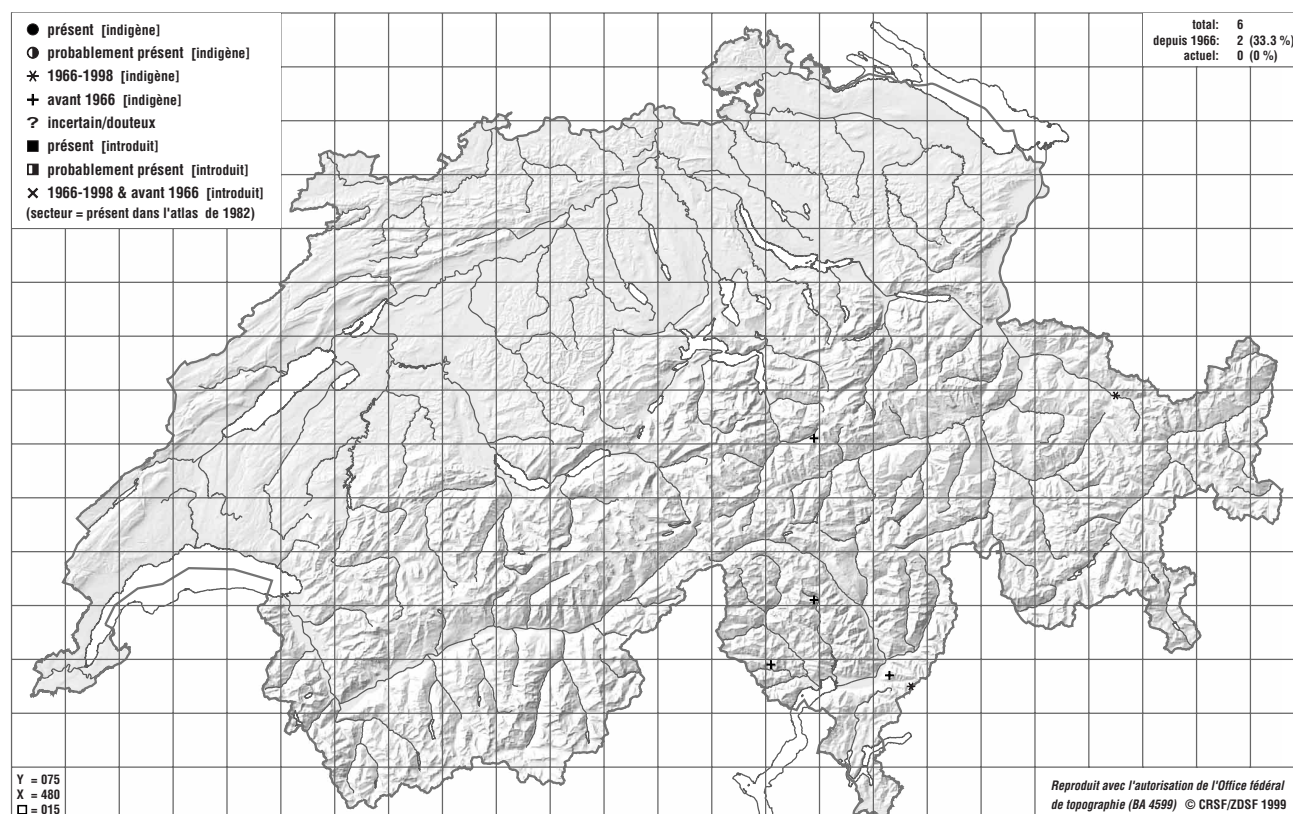 ● présent [indigène]
◑ probablement présent [indigène]
✳ 1966-1998 [indigène]
+ avant 1966 [indigène]
? incertain/douteux
■ présent [introduit]
◧ probablement présent [introduit]
× 1966-1998 & avant 1966 [introduit]
(secteur = présent dans l'atlas de 1982)
total: 6
depuis 1966: 2 (33.3 %)
actuel: 0 (0 %)
Y = 075
X = 480
□ = 015
Reproduit avec l'autorisation de l'Office fédéral
de topographie (BA 4599) © CRSF/ZDSF 1999